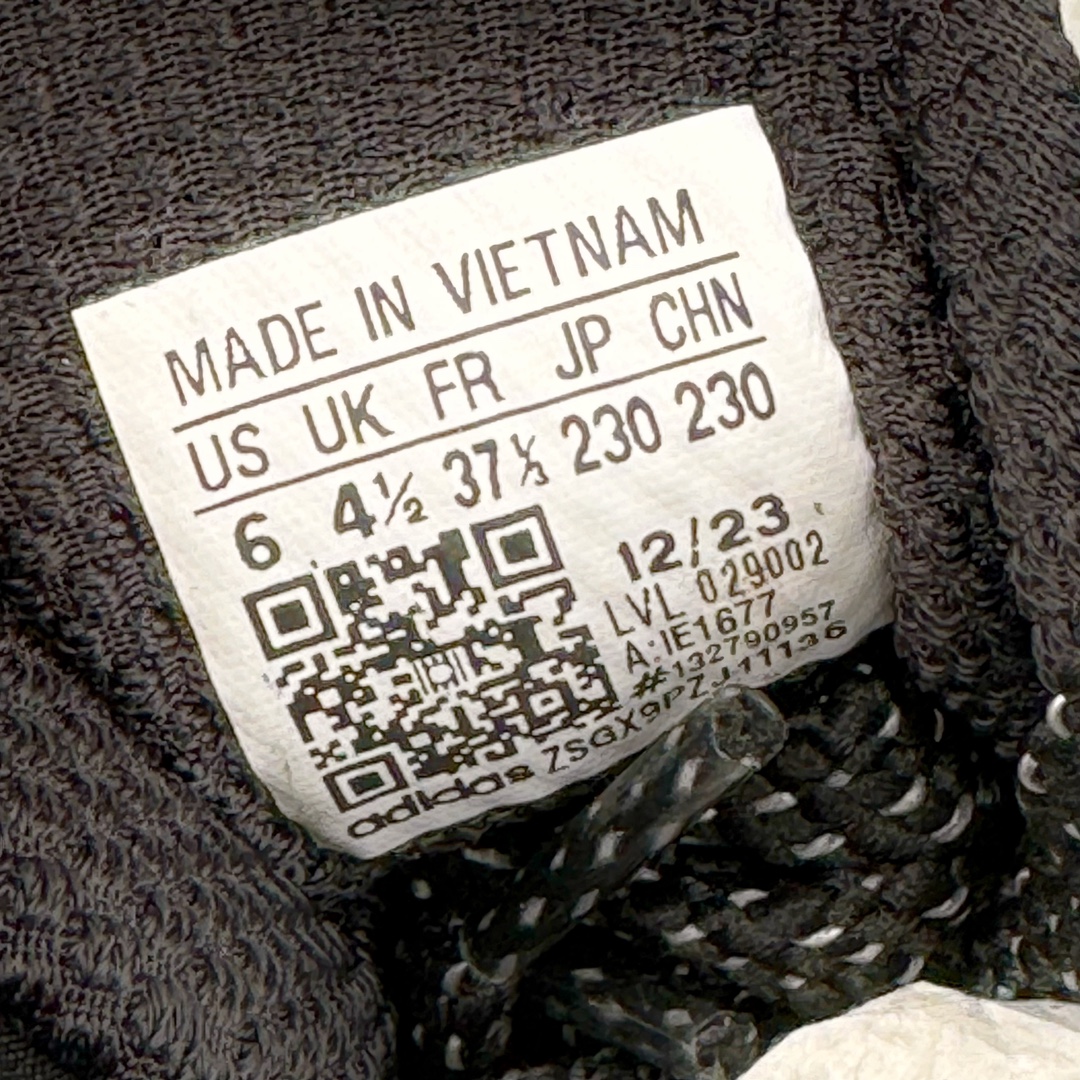 MADE IN VIETNAM
US UK FR JP CHN
6 4½ 37⅓ 230 230
12/23
LVL 029002
A:IE1677
#132790957
ZSGX9PZJ11136
adidas